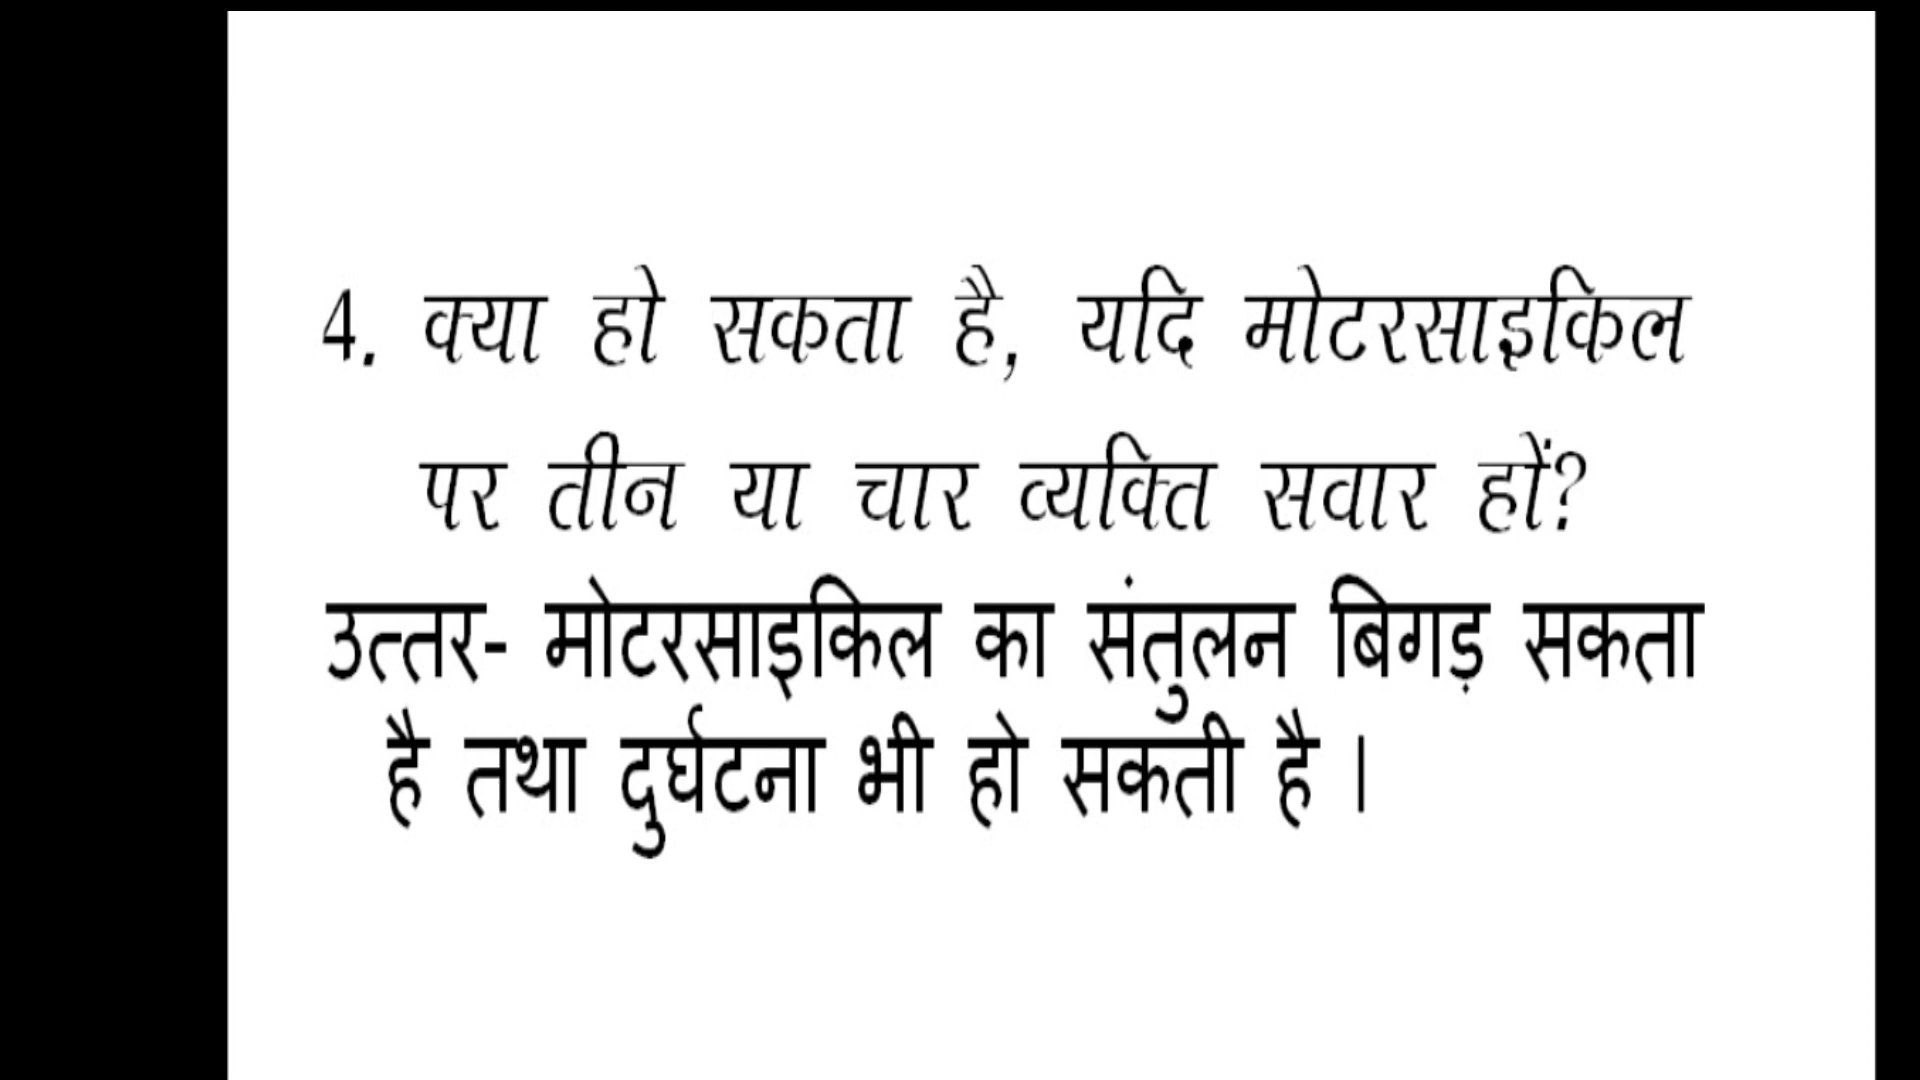 4. क्या हो सकता है, यदि मोटरसाइकिल
पर तीन या चार व्यक्ति सवार हों?
उत्तर- मोटरसाइकिल का संतुलन बिगड़ सकता
है तथा दुर्घटना भी हो सकती है ।